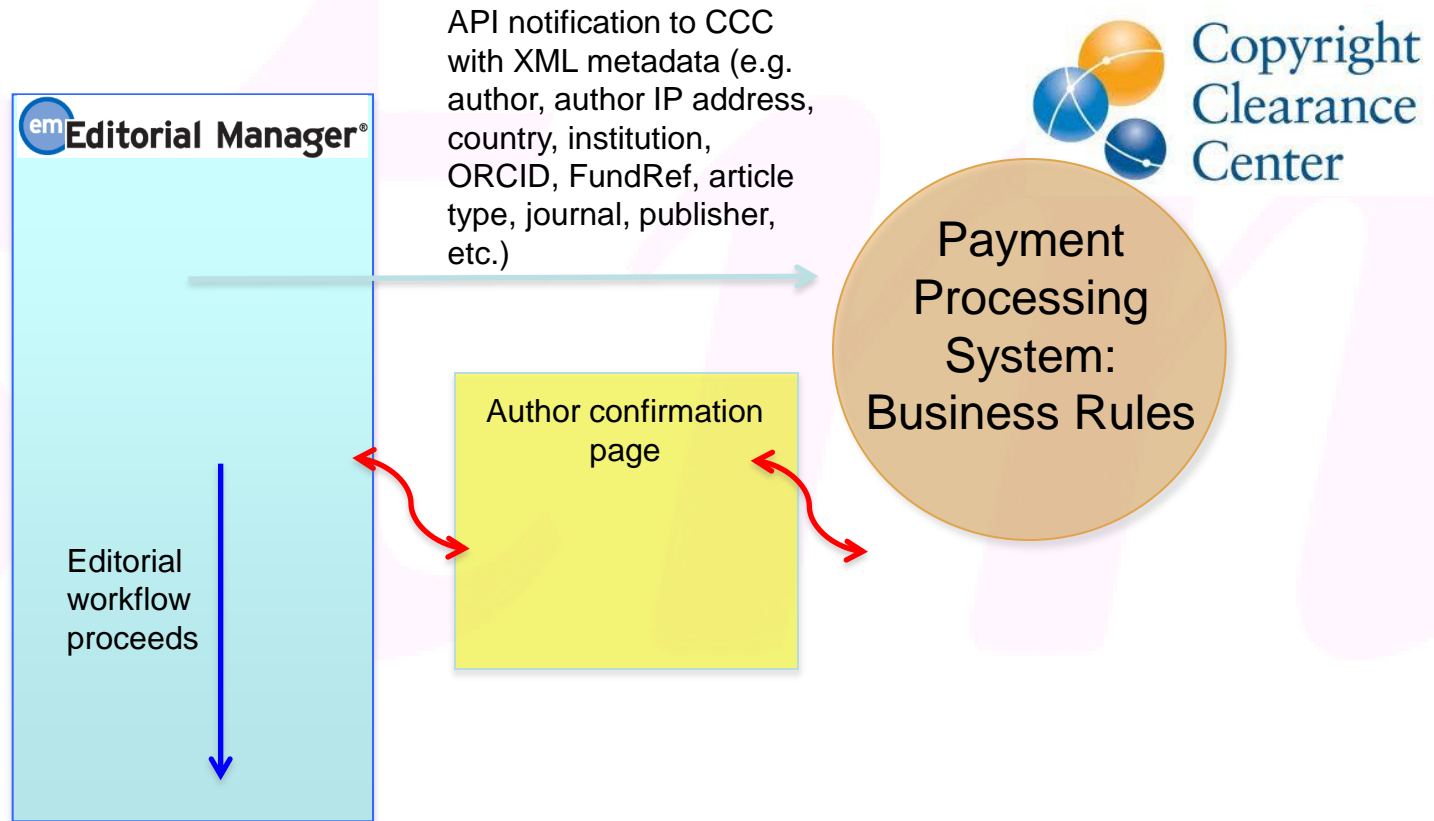 API notification to CCC
with XML metadata (e.g.
author, author IP address,
country, institution,
ORCID, FundRef, article
type, journal, publisher,
etc.)
em Editorial Manager®
Copyright
Clearance
Center
Payment
Processing
System:
Business Rules
Author confirmation
page
Editorial
workflow
proceeds